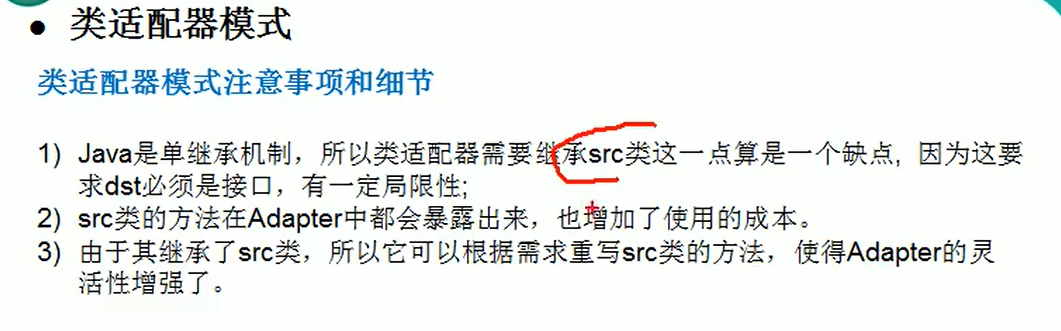 ● 类适配器模式
类适配器模式注意事项和细节
1) Java是单继承机制，所以类适配器需要继承src类这一点算是一个缺点, 因为这要
求dst必须是接口，有一定局限性;
2) src类的方法在Adapter中都会暴露出来，也增加了使用的成本。
3) 由于其继承了src类，所以它可以根据需求重写src类的方法，使得Adapter的灵
活性增强了。